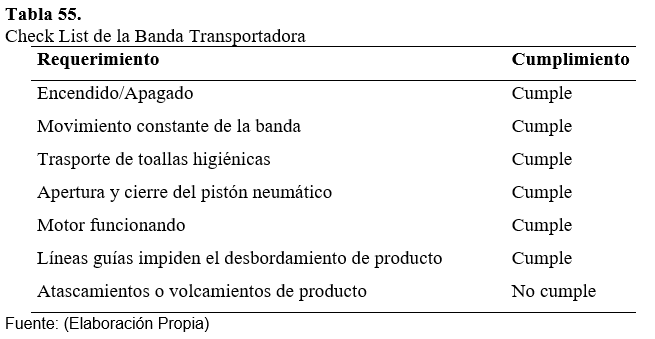 Tabla 55.
Check List de la Banda Transportadora
Requerimiento Cumplimiento
Encendido/Apagado Cumple
Movimiento constante de la banda Cumple
Trasporte de toallas higiénicas Cumple
Apertura y cierre del pistón neumático Cumple
Motor funcionando Cumple
Líneas guías impiden el desbordamiento de producto Cumple
Atascamientos o volcamientos de producto No cumple
Fuente: (Elaboración Propia)